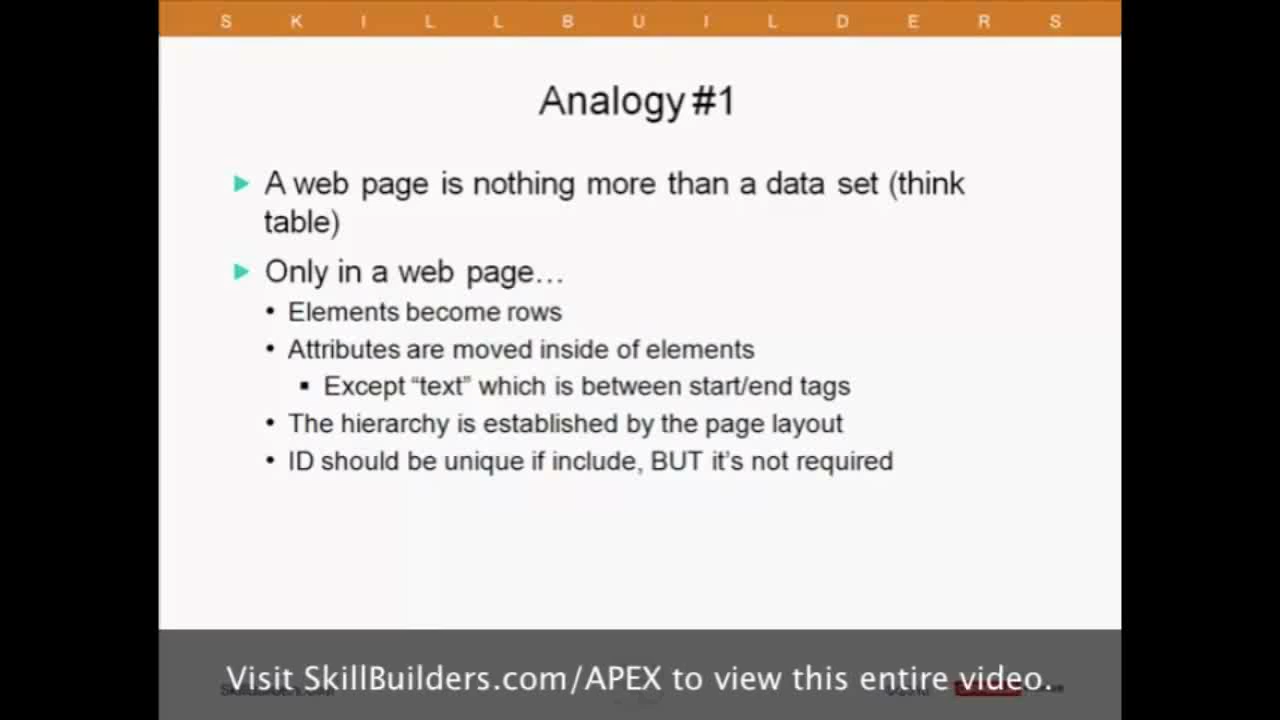 SKILLBUILDERS
Analogy #1
A web page is nothing more than a data set (think
table)
Only in a web page…
Elements become rows
Attributes are moved inside of elements
Except “text” which is between start/end tags
The hierarchy is established by the page layout
ID should be unique if include, BUT it’s not required
Visit SkillBuilders.com/APEX to view this entire video.
SkillBuilders.com